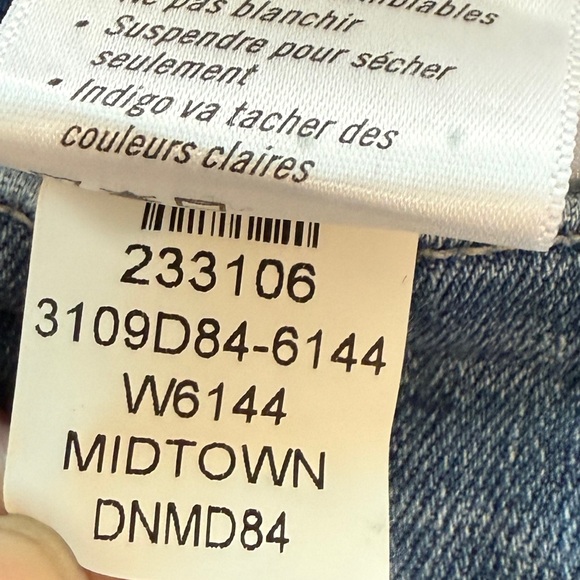 pas blanchir
• Suspendre pour sécher
seulement
• Indigo va tacher des
couleurs claires
233106
3109D84-6144
W6144
MIDTOWN
DNMD84